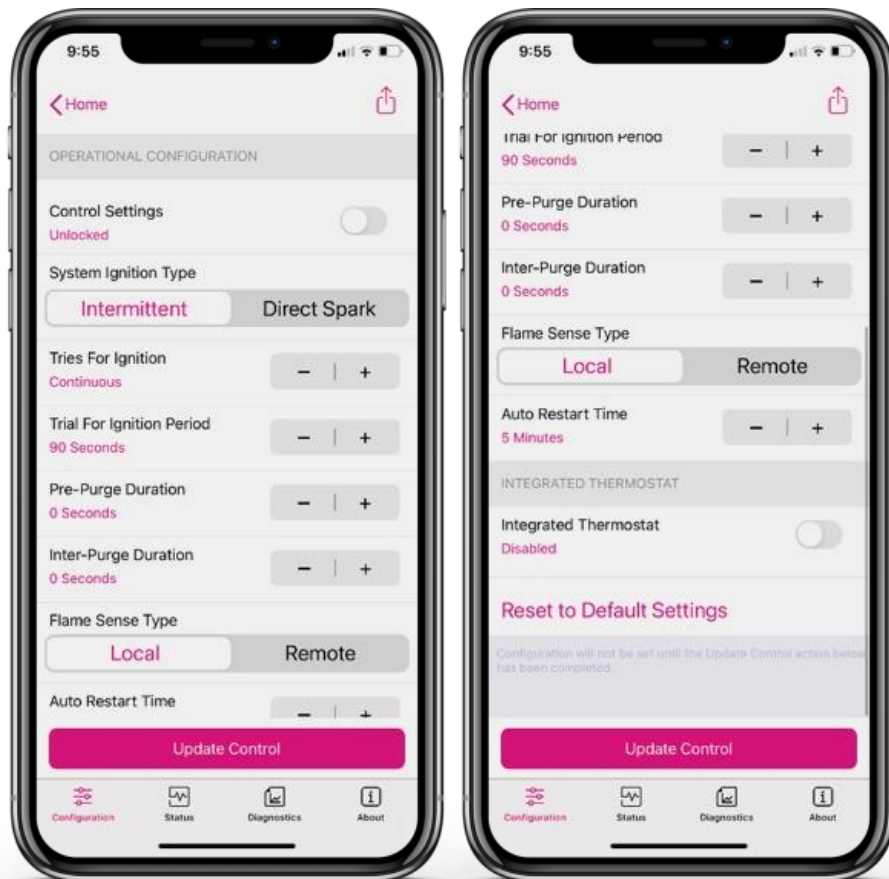 9:55
Home
OPERATIONAL CONFIGURATION
Control Settings
Unlocked
System Ignition Type
Intermittent Direct Spark
Tries For Ignition
Continuous
− | +
Trial For Ignition Period
90 Seconds
− | +
Pre-Purge Duration
0 Seconds
− | +
Inter-Purge Duration
0 Seconds
− | +
Flame Sense Type
Local Remote
Auto Restart Time
− | +
Update Control
Configuration Status Diagnostics About
9:55
Home
Trial For Ignition Period
90 Seconds
− | +
Pre-Purge Duration
0 Seconds
− | +
Inter-Purge Duration
0 Seconds
− | +
Flame Sense Type
Local Remote
Auto Restart Time
5 Minutes
− | +
INTEGRATED THERMOSTAT
Integrated Thermostat
Disabled
Reset to Default Settings
Configuration will not be set until the Update Control action below
has been completed.
Update Control
Configuration Status Diagnostics About